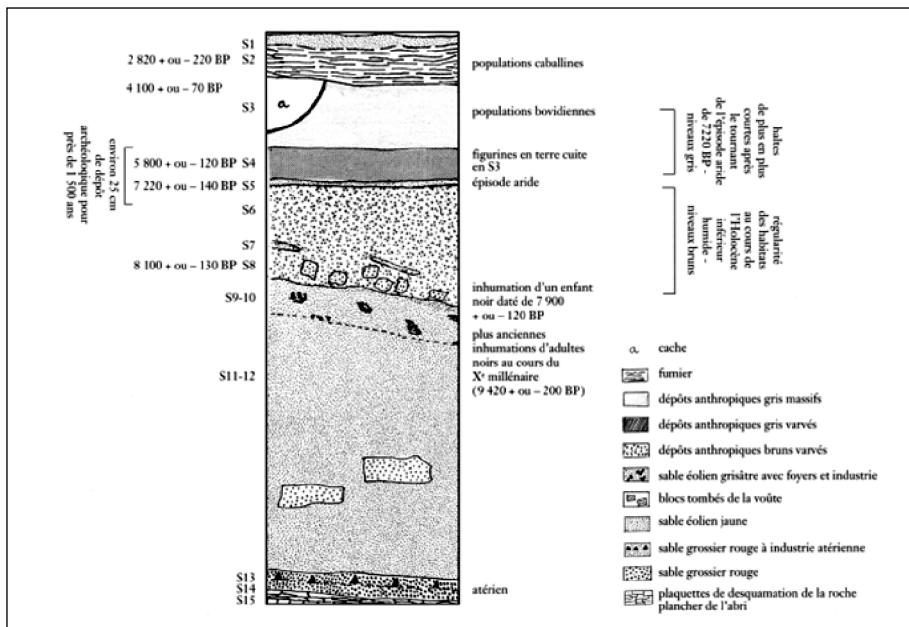 S1
2 820 + ou – 220 BP S2
4 100 + ou – 70 BP
S3
5 800 + ou – 120 BP S4
7 220 + ou – 140 BP S5
S6
S7
8 100 + ou – 130 BP S8
S9-10
S11-12
S13
S14
S15
environ 25 cm
de dépôt
archéologique pour
près de 1 500 ans
a
populations caballines
populations bovidiennes
figurines en terre cuite
en S3
épisode aride
inhumation d'un enfant
noir daté de 7 900
+ ou – 120 BP
plus anciennes
inhumations d'adultes
noirs au cours du
Xe millénaire
(9 420 + ou – 200 BP)
atérien
haltes
de plus en plus
courtes après
le tournant
de l'épisode aride
de 7220 BP -
niveaux gris
régularité
des habitats
au cours de
l'Holocène
inférieur
humide -
niveaux bruns
a cache
fumier
dépôts anthropiques gris massifs
dépôts anthropiques gris varvés
dépôts anthropiques bruns varvés
sable éolien grisâtre avec foyers et industrie
blocs tombés de la voûte
sable éolien jaune
sable grossier rouge à industrie atérienne
sable grossier rouge
plaquettes de desquamation de la roche
plancher de l'abri